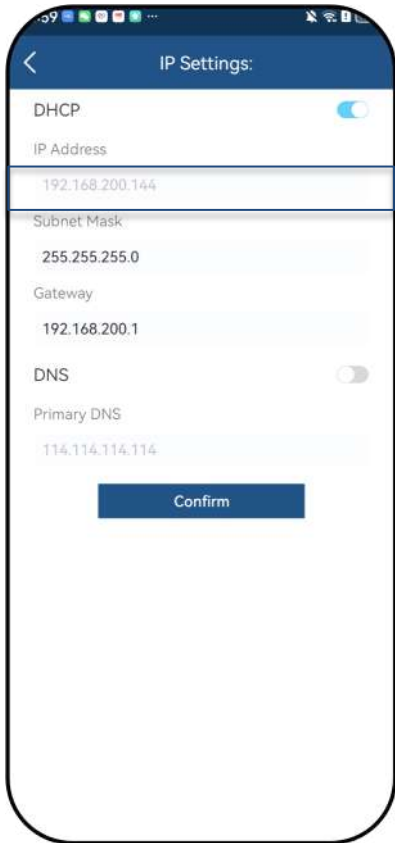 IP Settings:
DHCP
IP Address
192.168.200.144
Subnet Mask
255.255.255.0
Gateway
192.168.200.1
DNS
Primary DNS
114.114.114.114
Confirm